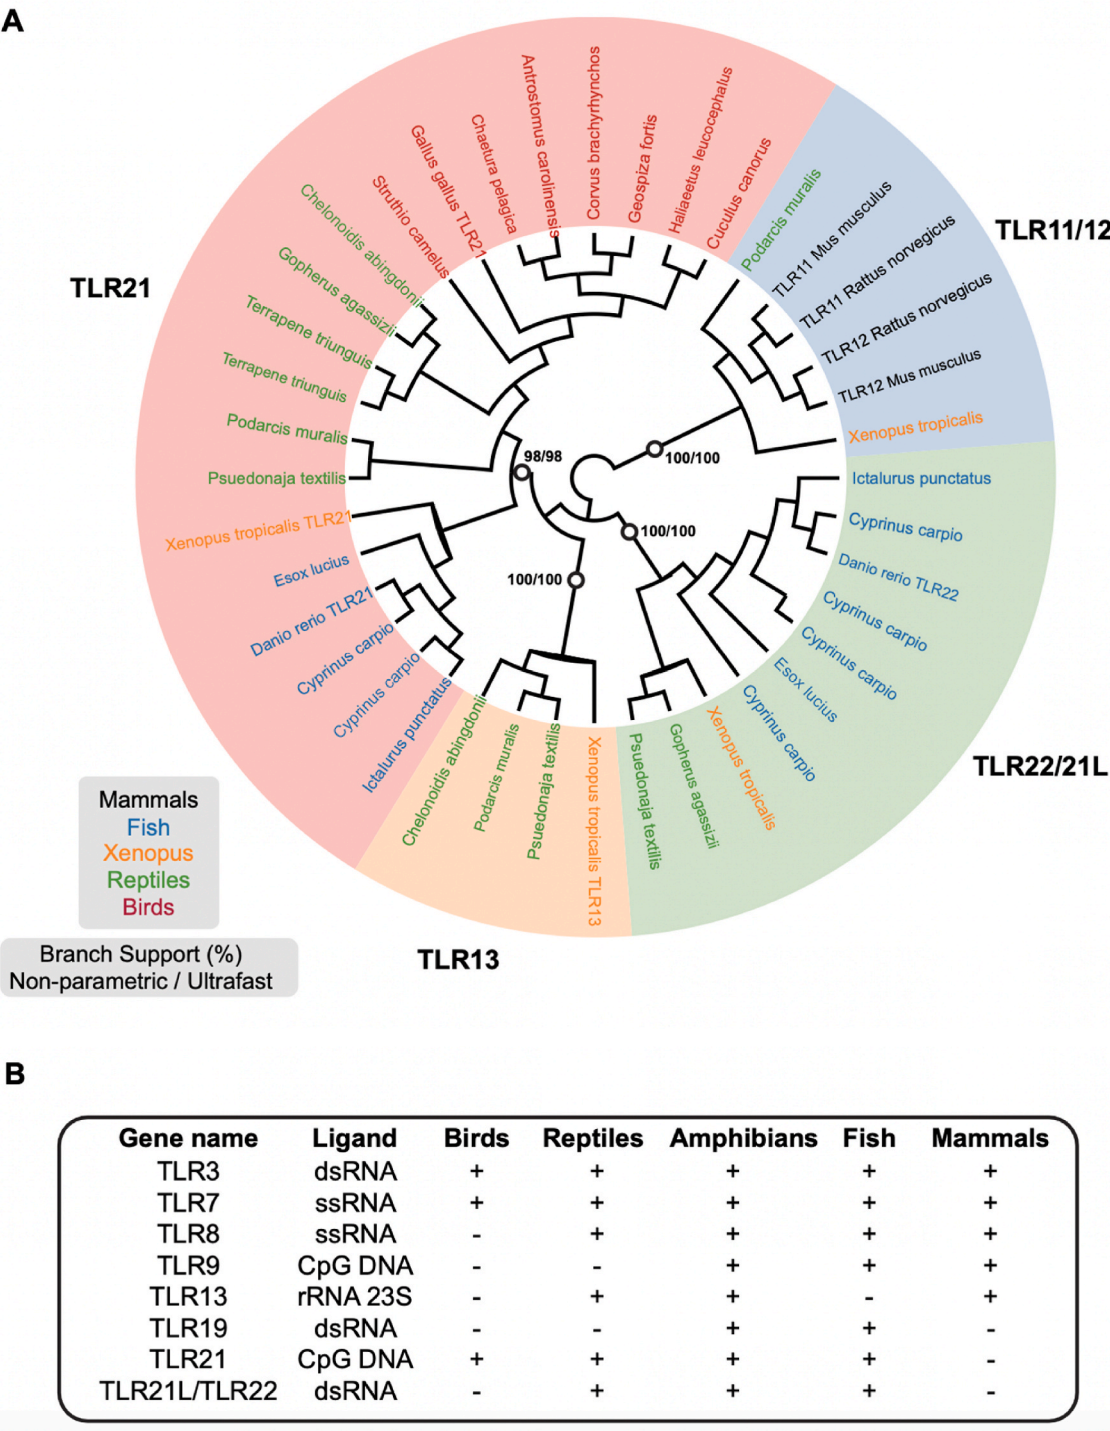 A
Antrostomus carolinensis
Corvus brachyrhynchos
Haliaeetus leucocephalus
Chaetura pelagica
Geospiza fortis
Gallus gallus TLR21
Cuculus canorus
Struthio camelus
Podarcis muralis
Chelonoidis abingdonii
TLR11 Mus musculus
TLR11/12
Gopherus agassizii
TLR11 Rattus norvegicus
TLR21
Terrapene triunguis
TLR12 Rattus norvegicus
Terrapene triunguis
TLR12 Mus musculus
Podarcis muralis
Xenopus tropicalis
98/98
100/100
Psuedonaja textilis
Ictalurus punctatus
Xenopus tropicalis TLR21
Cyprinus carpio
100/100
Esox lucius
Danio rerio TLR22
100/100
Danio rerio TLR21
Cyprinus carpio
Cyprinus carpio
Cyprinus carpio
Cyprinus carpio
Esox lucius
Ictalurus punctatus
Cyprinus carpio
Chelonoidis abingdonii
Podarcis muralis
Psuedonaja textilis
Xenopus tropicalis TLR13
Psuedonaja textilis
Gopherus agassizii
Xenopus tropicalis
TLR22/21L
Mammals
Fish
Xenopus
Reptiles
Birds
Branch Support (%)
Non-parametric / Ultrafast
TLR13
B
Gene name Ligand Birds Reptiles Amphibians Fish Mammals
TLR3 dsRNA + + + + +
TLR7 ssRNA + + + + +
TLR8 ssRNA - + + + +
TLR9 CpG DNA - - + + +
TLR13 rRNA 23S - + + - +
TLR19 dsRNA - - + + -
TLR21 CpG DNA + + + + -
TLR21L/TLR22 dsRNA - + + + -